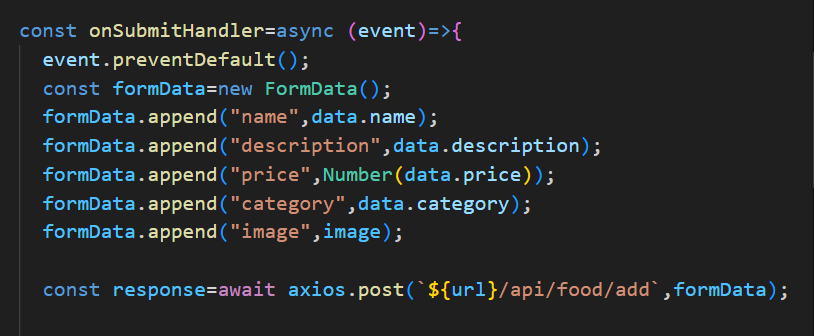 const onSubmitHandler=async (event)=>{
event.preventDefault();
const formData=new FormData();
formData.append("name",data.name);
formData.append("description",data.description);
formData.append("price",Number(data.price));
formData.append("category",data.category);
formData.append("image",image);
const response=await axios.post(`${url}/api/food/add`,formData);